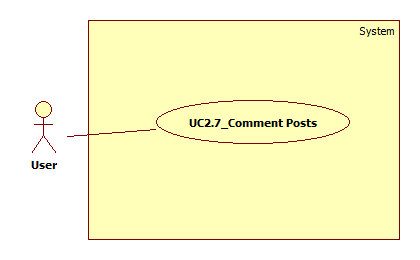 System
UC2.7_Comment Posts
User